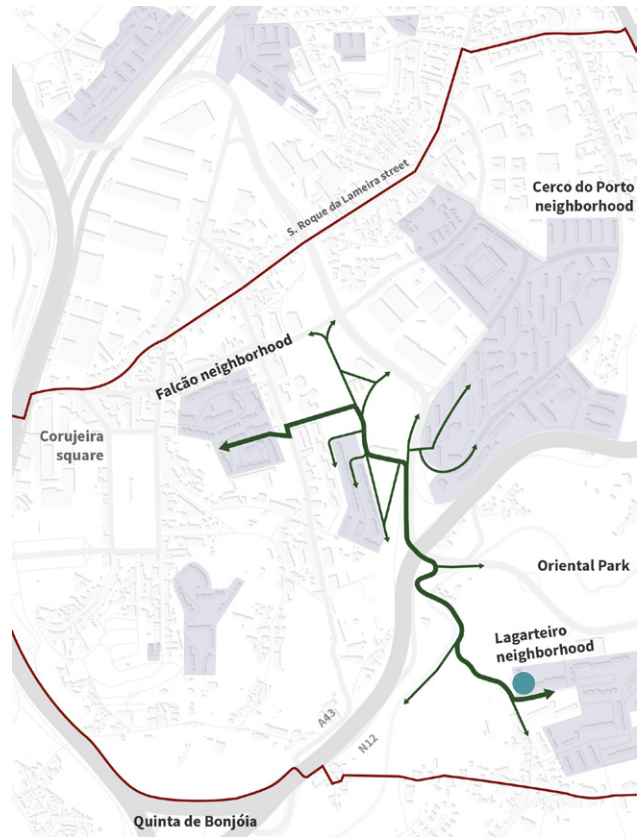 S. Roque da Lameira street
Cerco do Porto
neighborhood
Falcão neighborhood
Corujeira
square
Oriental Park
Lagarteiro
neighborhood
A43
N12
Quinta de Bonjóia